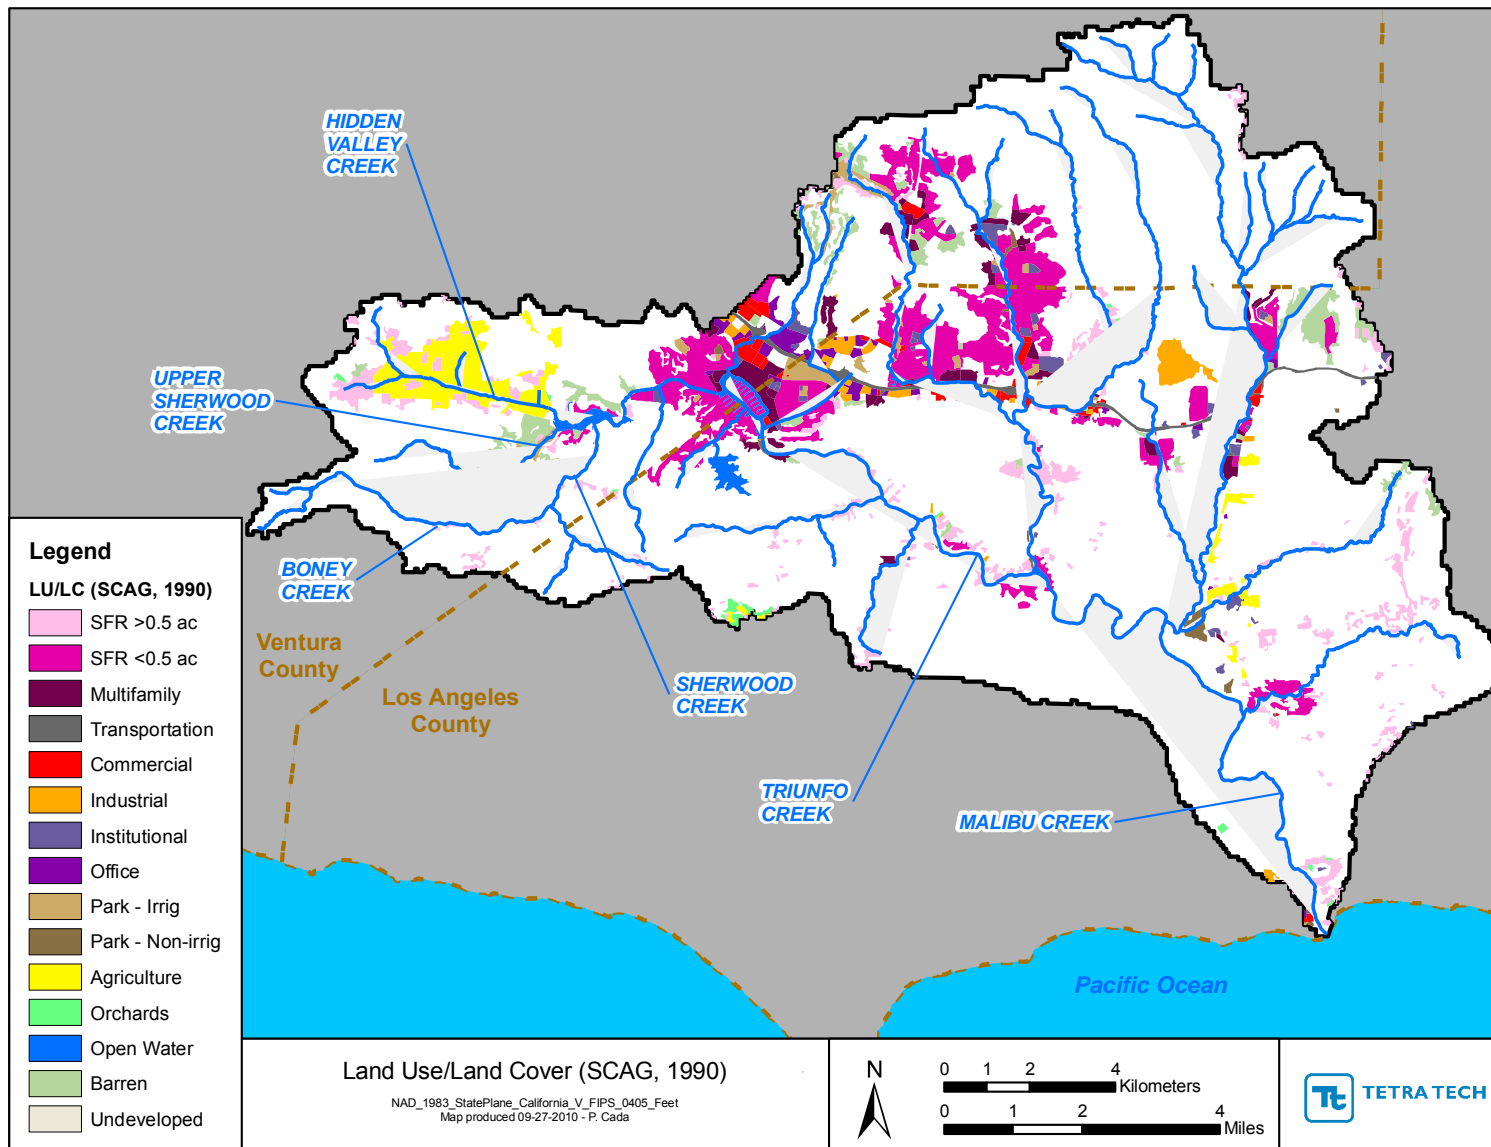 HIDDEN
VALLEY
CREEK
UPPER
SHERWOOD
CREEK
BONEY
CREEK
Ventura
County
Los Angeles
County
SHERWOOD
CREEK
TRIUNFO
CREEK
MALIBU CREEK
Pacific Ocean
Legend
LU/LC (SCAG, 1990)
SFR >0.5 ac
SFR <0.5 ac
Multifamily
Transportation
Commercial
Industrial
Institutional
Office
Park - Irrig
Park - Non-irrig
Agriculture
Orchards
Open Water
Barren
Undeveloped
Land Use/Land Cover (SCAG, 1990)
NAD_1983_StatePlane_California_V_FIPS_0405_Feet
Map produced 09-27-2010 - P. Cada
N
0 1 2 4
Kilometers
0 1 2 4
Miles
Tt
TETRA TECH